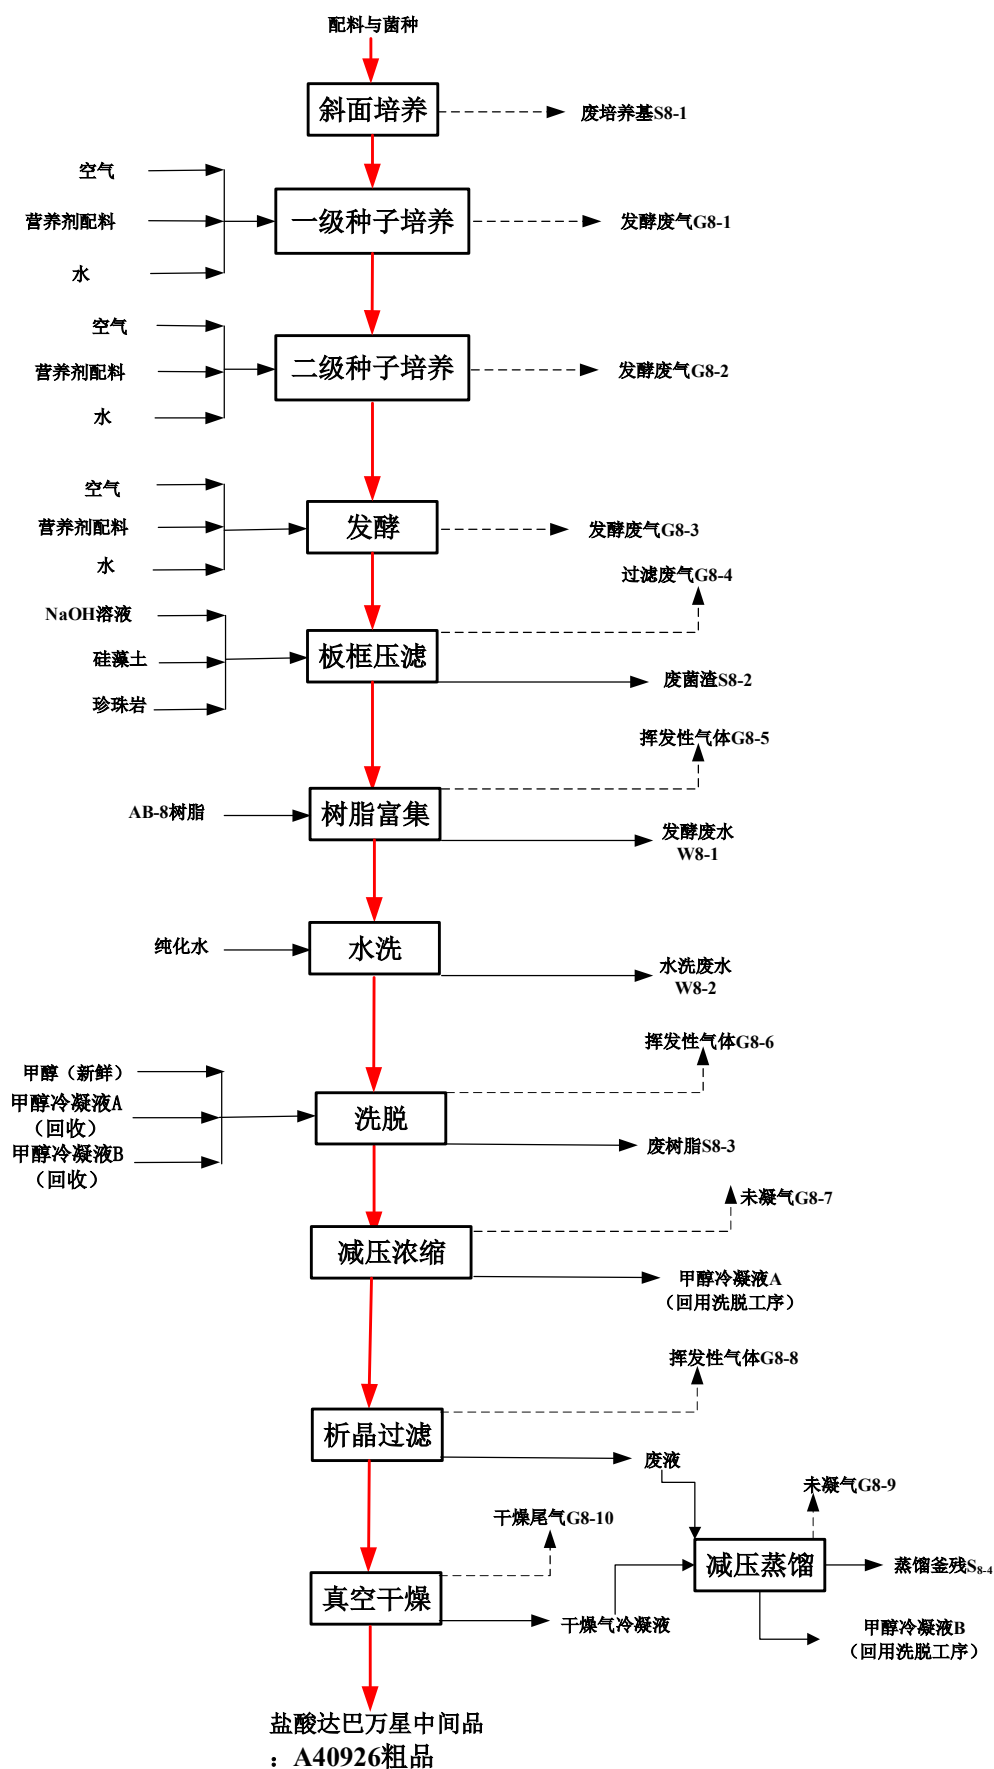 配料与菌种
斜面培养
废培养基S8-1
空气
营养剂配料
水
一级种子培养
发酵废气G8-1
空气
营养剂配料
水
二级种子培养
发酵废气G8-2
空气
营养剂配料
水
发酵
发酵废气G8-3
过滤废气G8-4
NaOH溶液
硅藻土
珍珠岩
板框压滤
废菌渣S8-2
挥发性气体G8-5
AB-8树脂
树脂富集
发酵废水
W8-1
纯化水
水洗
水洗废水
W8-2
挥发性气体G8-6
甲醇（新鲜）
甲醇冷凝液A
（回收）
甲醇冷凝液B
（回收）
洗脱
废树脂S8-3
未凝气G8-7
减压浓缩
甲醇冷凝液A
（回用洗脱工序）
挥发性气体G8-8
析晶过滤
废液
未凝气G8-9
干燥尾气G8-10
减压蒸馏
蒸馏釜残S8-4
真空干燥
干燥气冷凝液
甲醇冷凝液B
（回用洗脱工序）
盐酸达巴万星中间品
：A40926粗品